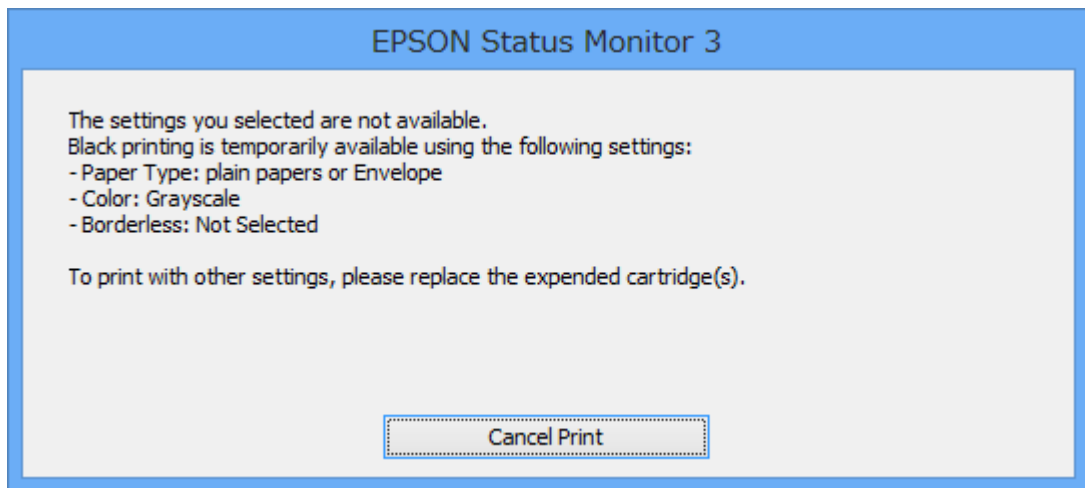 EPSON Status Monitor 3
The settings you selected are not available.
Black printing is temporarily available using the following settings:
- Paper Type: plain papers or Envelope
- Color: Grayscale
- Borderless: Not Selected
To print with other settings, please replace the expended cartridge(s).
Cancel Print